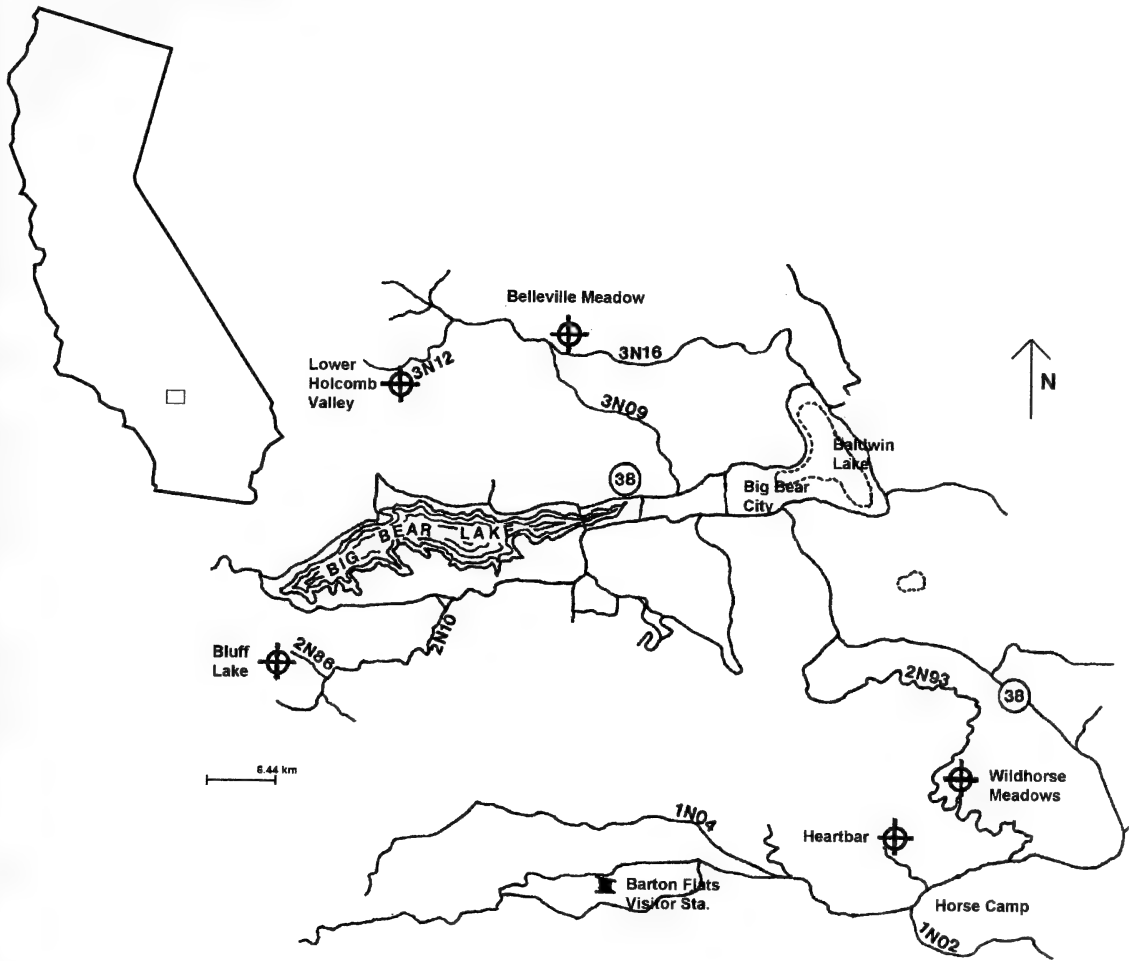 Belleville Meadow
3N16
Lower
Holcomb
Valley
3N12
3N09
N
38
Baldwin
Lake
Big Bear
City
BIG BEAR LAKE
2N10
Bluff
Lake
2N86
2N93
38
6.44 km
Wildhorse
Meadows
1N04
Heartbar
Barton Flats
Visitor Sta.
Horse Camp
1N02